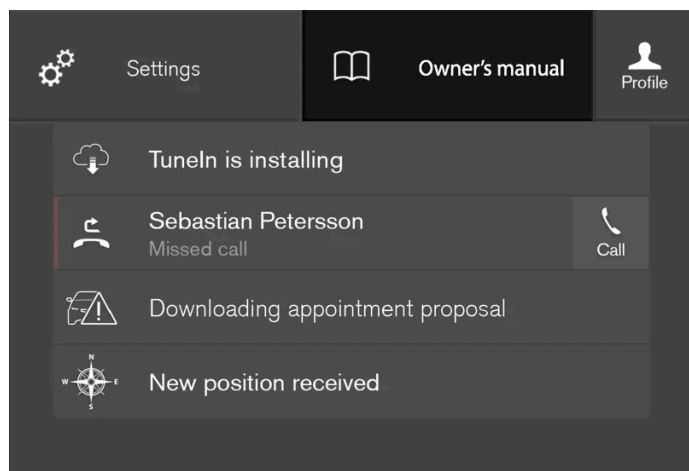 Settings
Owner's manual
Profile
TuneIn is installing
Sebastian Petersson
Missed call
Call
Downloading appointment proposal
N
W E
S
New position received